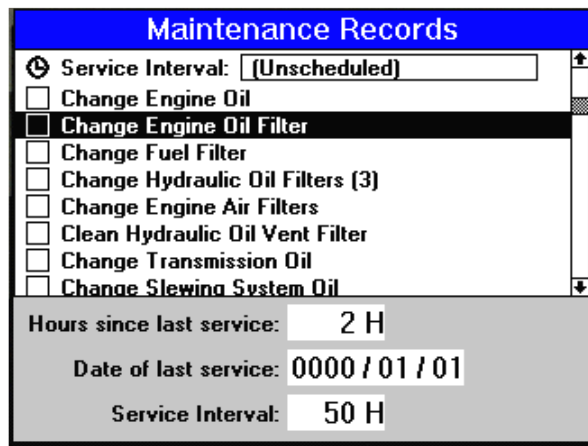 Maintenance Records
Service Interval: (Unscheduled)
Change Engine Oil
Change Engine Oil Filter
Change Fuel Filter
Change Hydraulic Oil Filters (3)
Change Engine Air Filters
Clean Hydraulic Oil Vent Filter
Change Transmission Oil
Change Slewing System Oil
Hours since last service: 2 H
Date of last service: 0000 / 01 / 01
Service Interval: 50 H